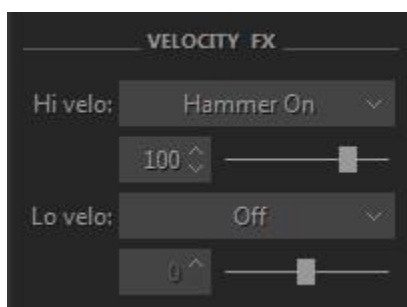 VELOCITY FX
Hi velo: Hammer On
100
Lo velo: Off
0